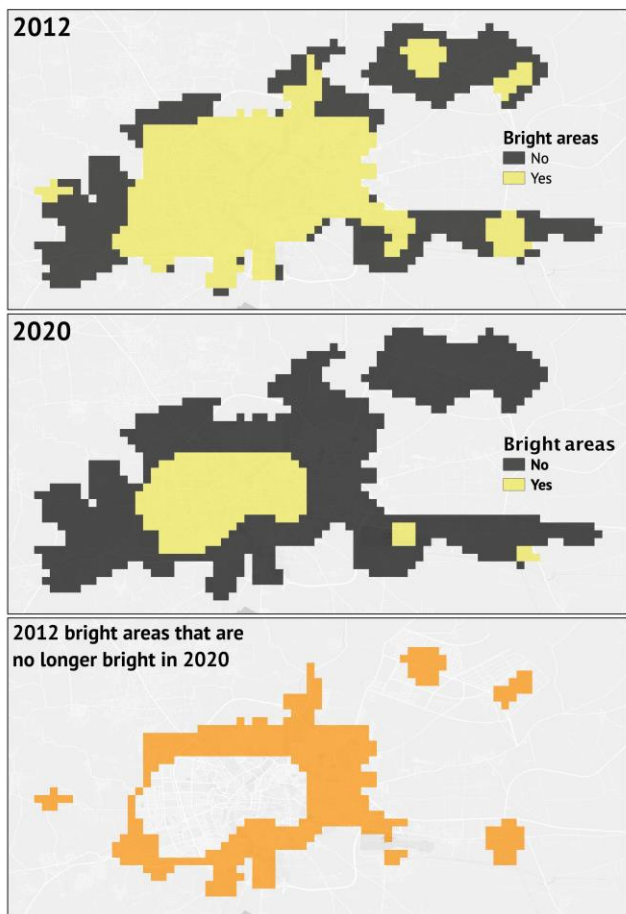 2012
Bright areas
No
Yes
2020
Bright areas
No
Yes
2012 bright areas that are
no longer bright in 2020